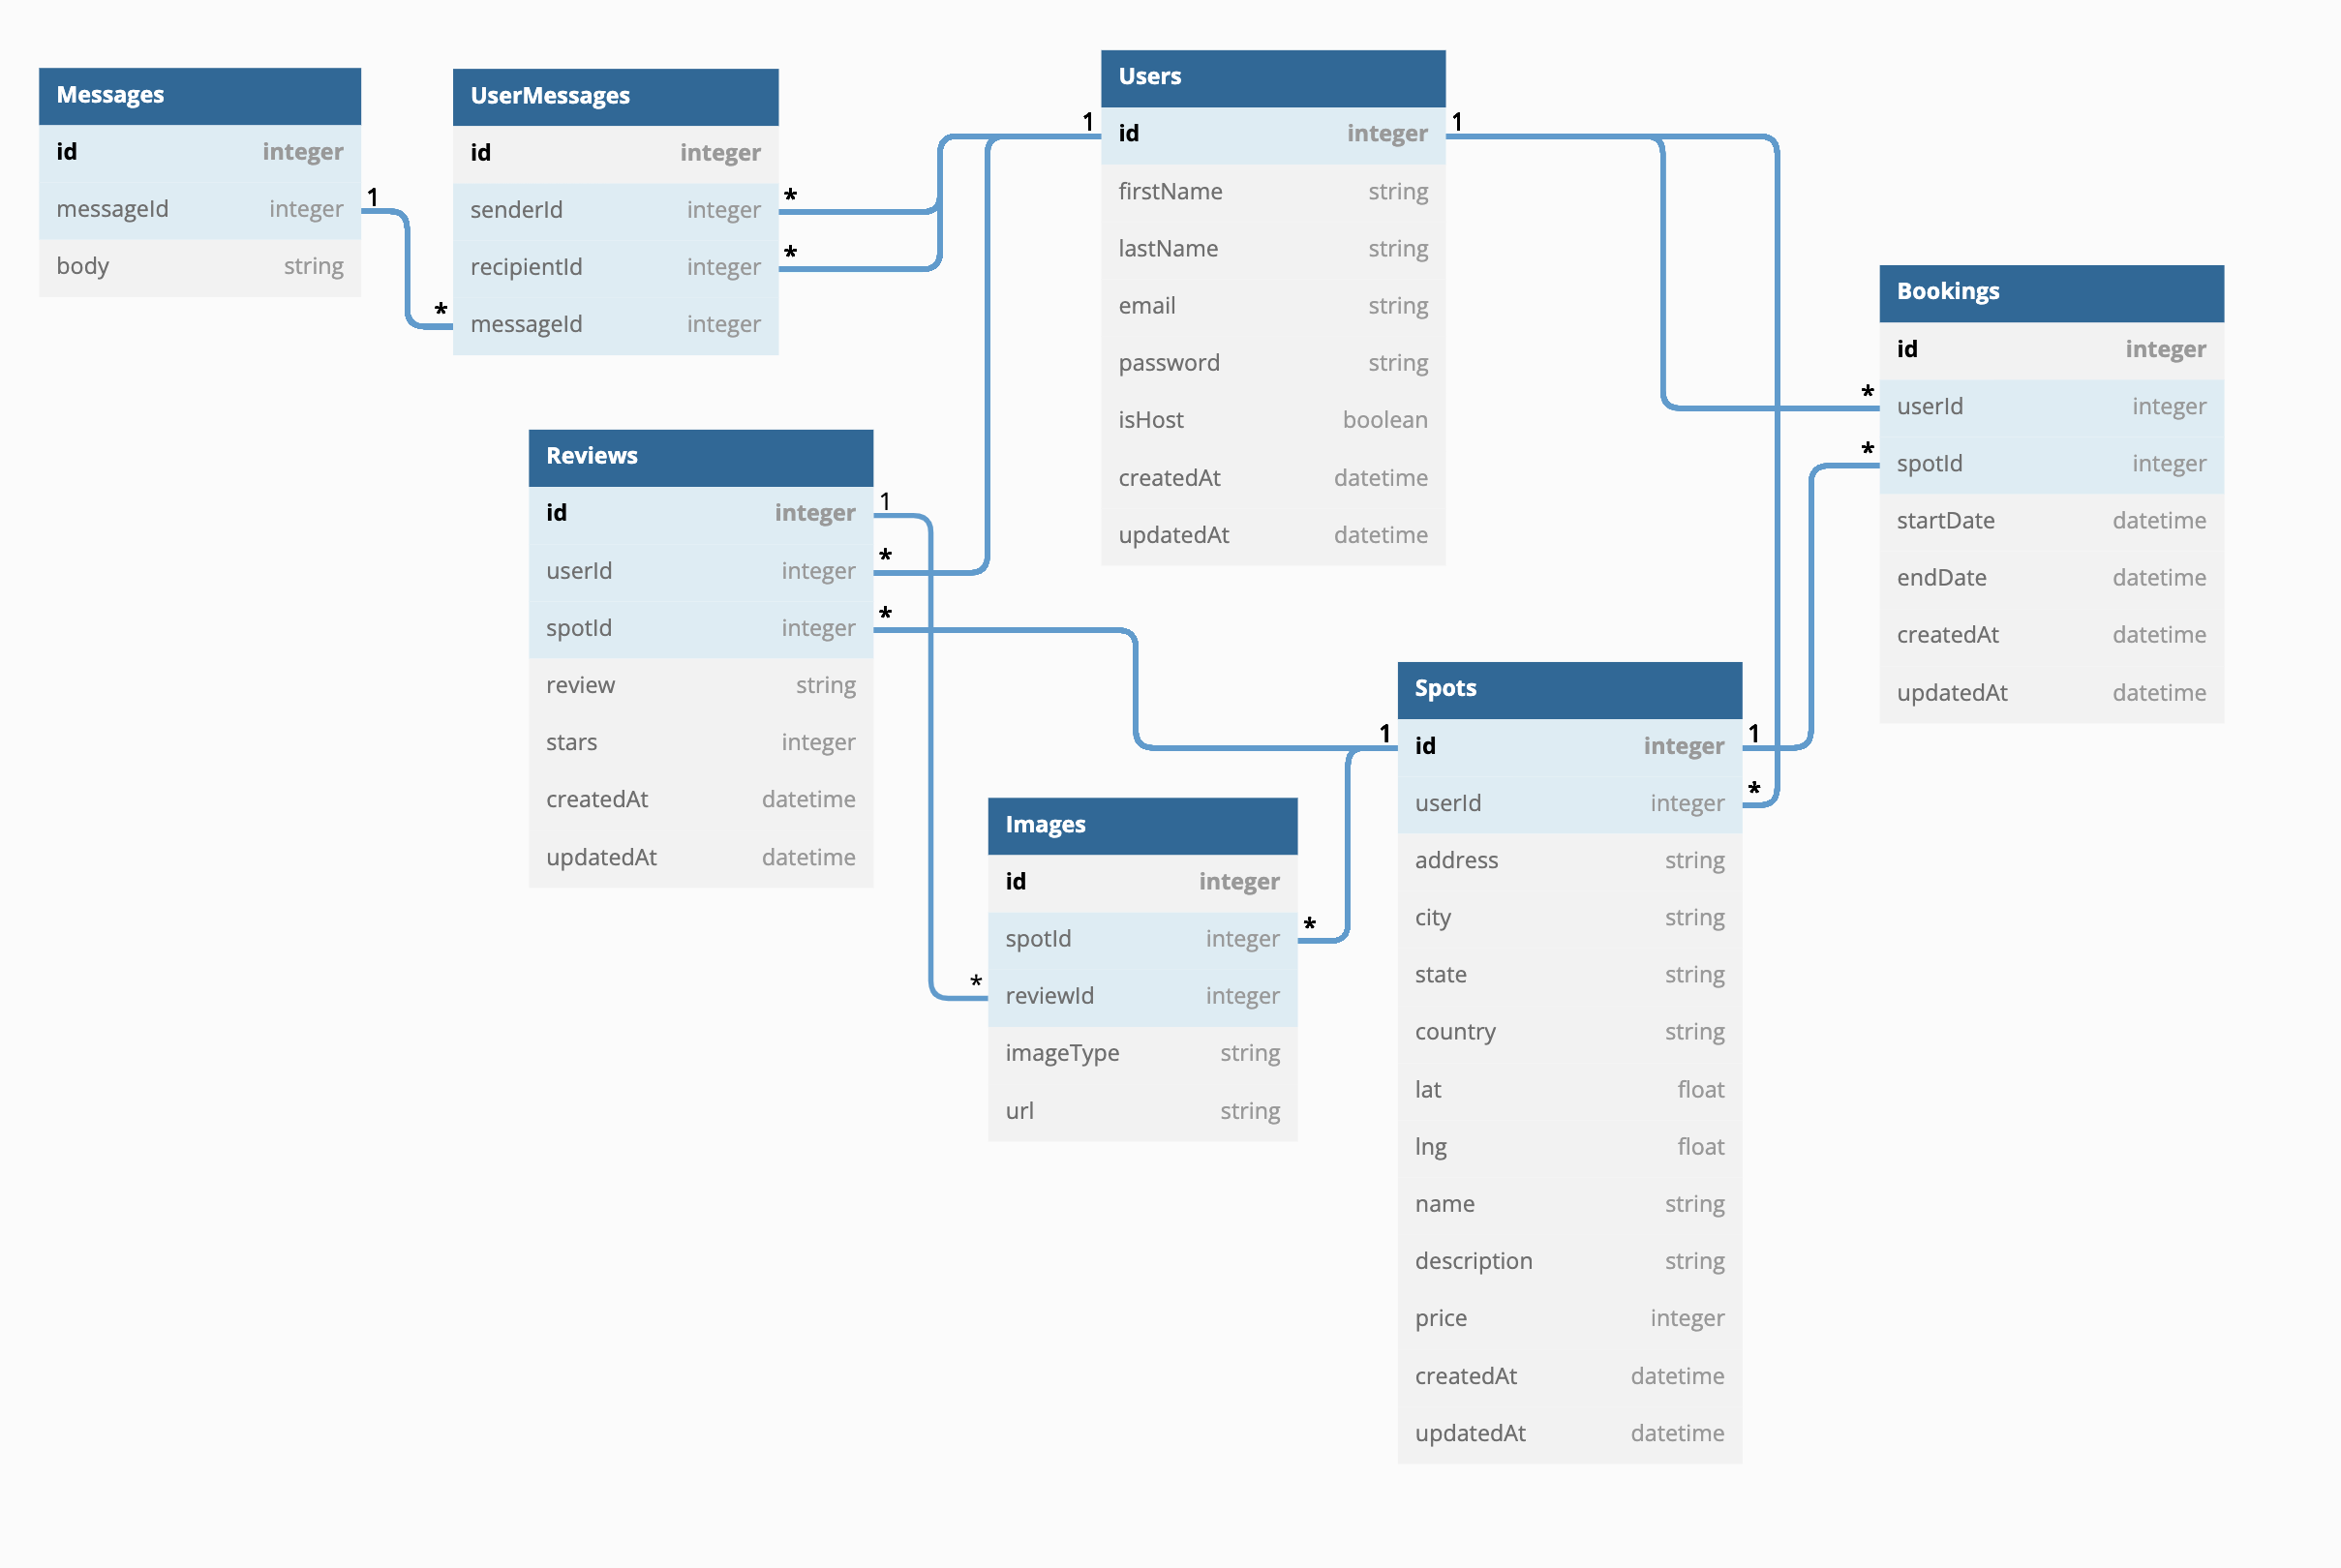 Messages
id integer
messageId integer
body string
1
*
UserMessages
id integer
senderId integer
recipientId integer
messageId integer
*
*
1
Users
id integer
firstName string
lastName string
email string
password string
isHost boolean
createdAt datetime
updatedAt datetime
1
Bookings
id integer
userId integer
spotId integer
startDate datetime
endDate datetime
createdAt datetime
updatedAt datetime
*
*
Reviews
id integer
userId integer
spotId integer
review string
stars integer
createdAt datetime
updatedAt datetime
1
*
*
Images
id integer
spotId integer
reviewId integer
imageType string
url string
*
*
1
Spots
id integer
userId integer
address string
city string
state string
country string
lat float
lng float
name string
description string
price integer
createdAt datetime
updatedAt datetime
1
*